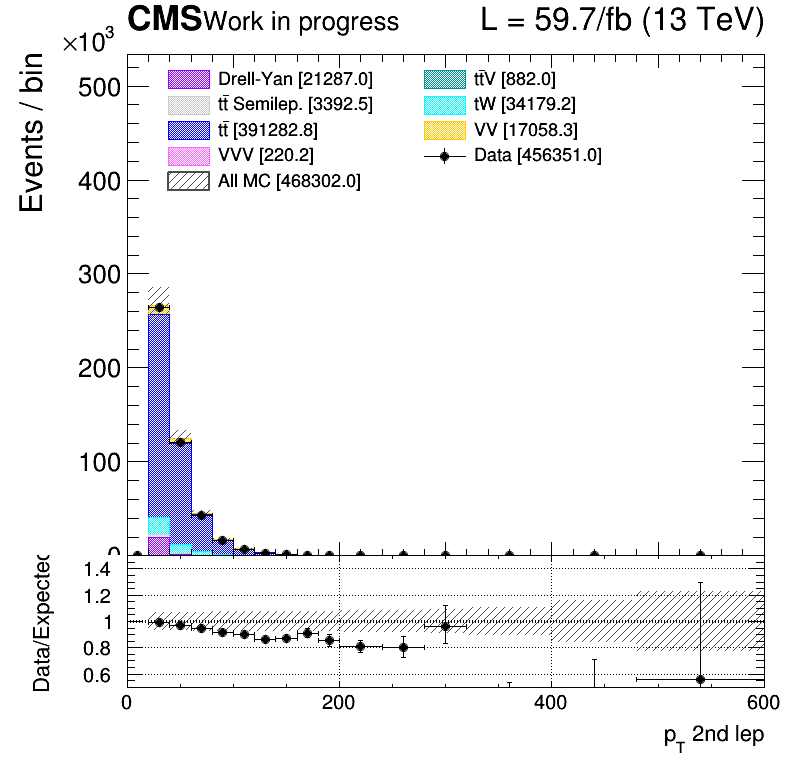 CMS Work in progress L = 59.7/fb (13 TeV)
×10³
Events / bin
500
400
300
200
100
0
Drell-Yan [21287.0]
tt̄ Semilep. [3392.5]
tt̄ [391282.8]
VVV [220.2]
All MC [468302.0]
tt̄V [882.0]
tW [34179.2]
VV [17058.3]
Data [456351.0]
Data/Expected
1.4
1.2
1
0.8
0.6
0 200 400 600
p_T 2nd lep